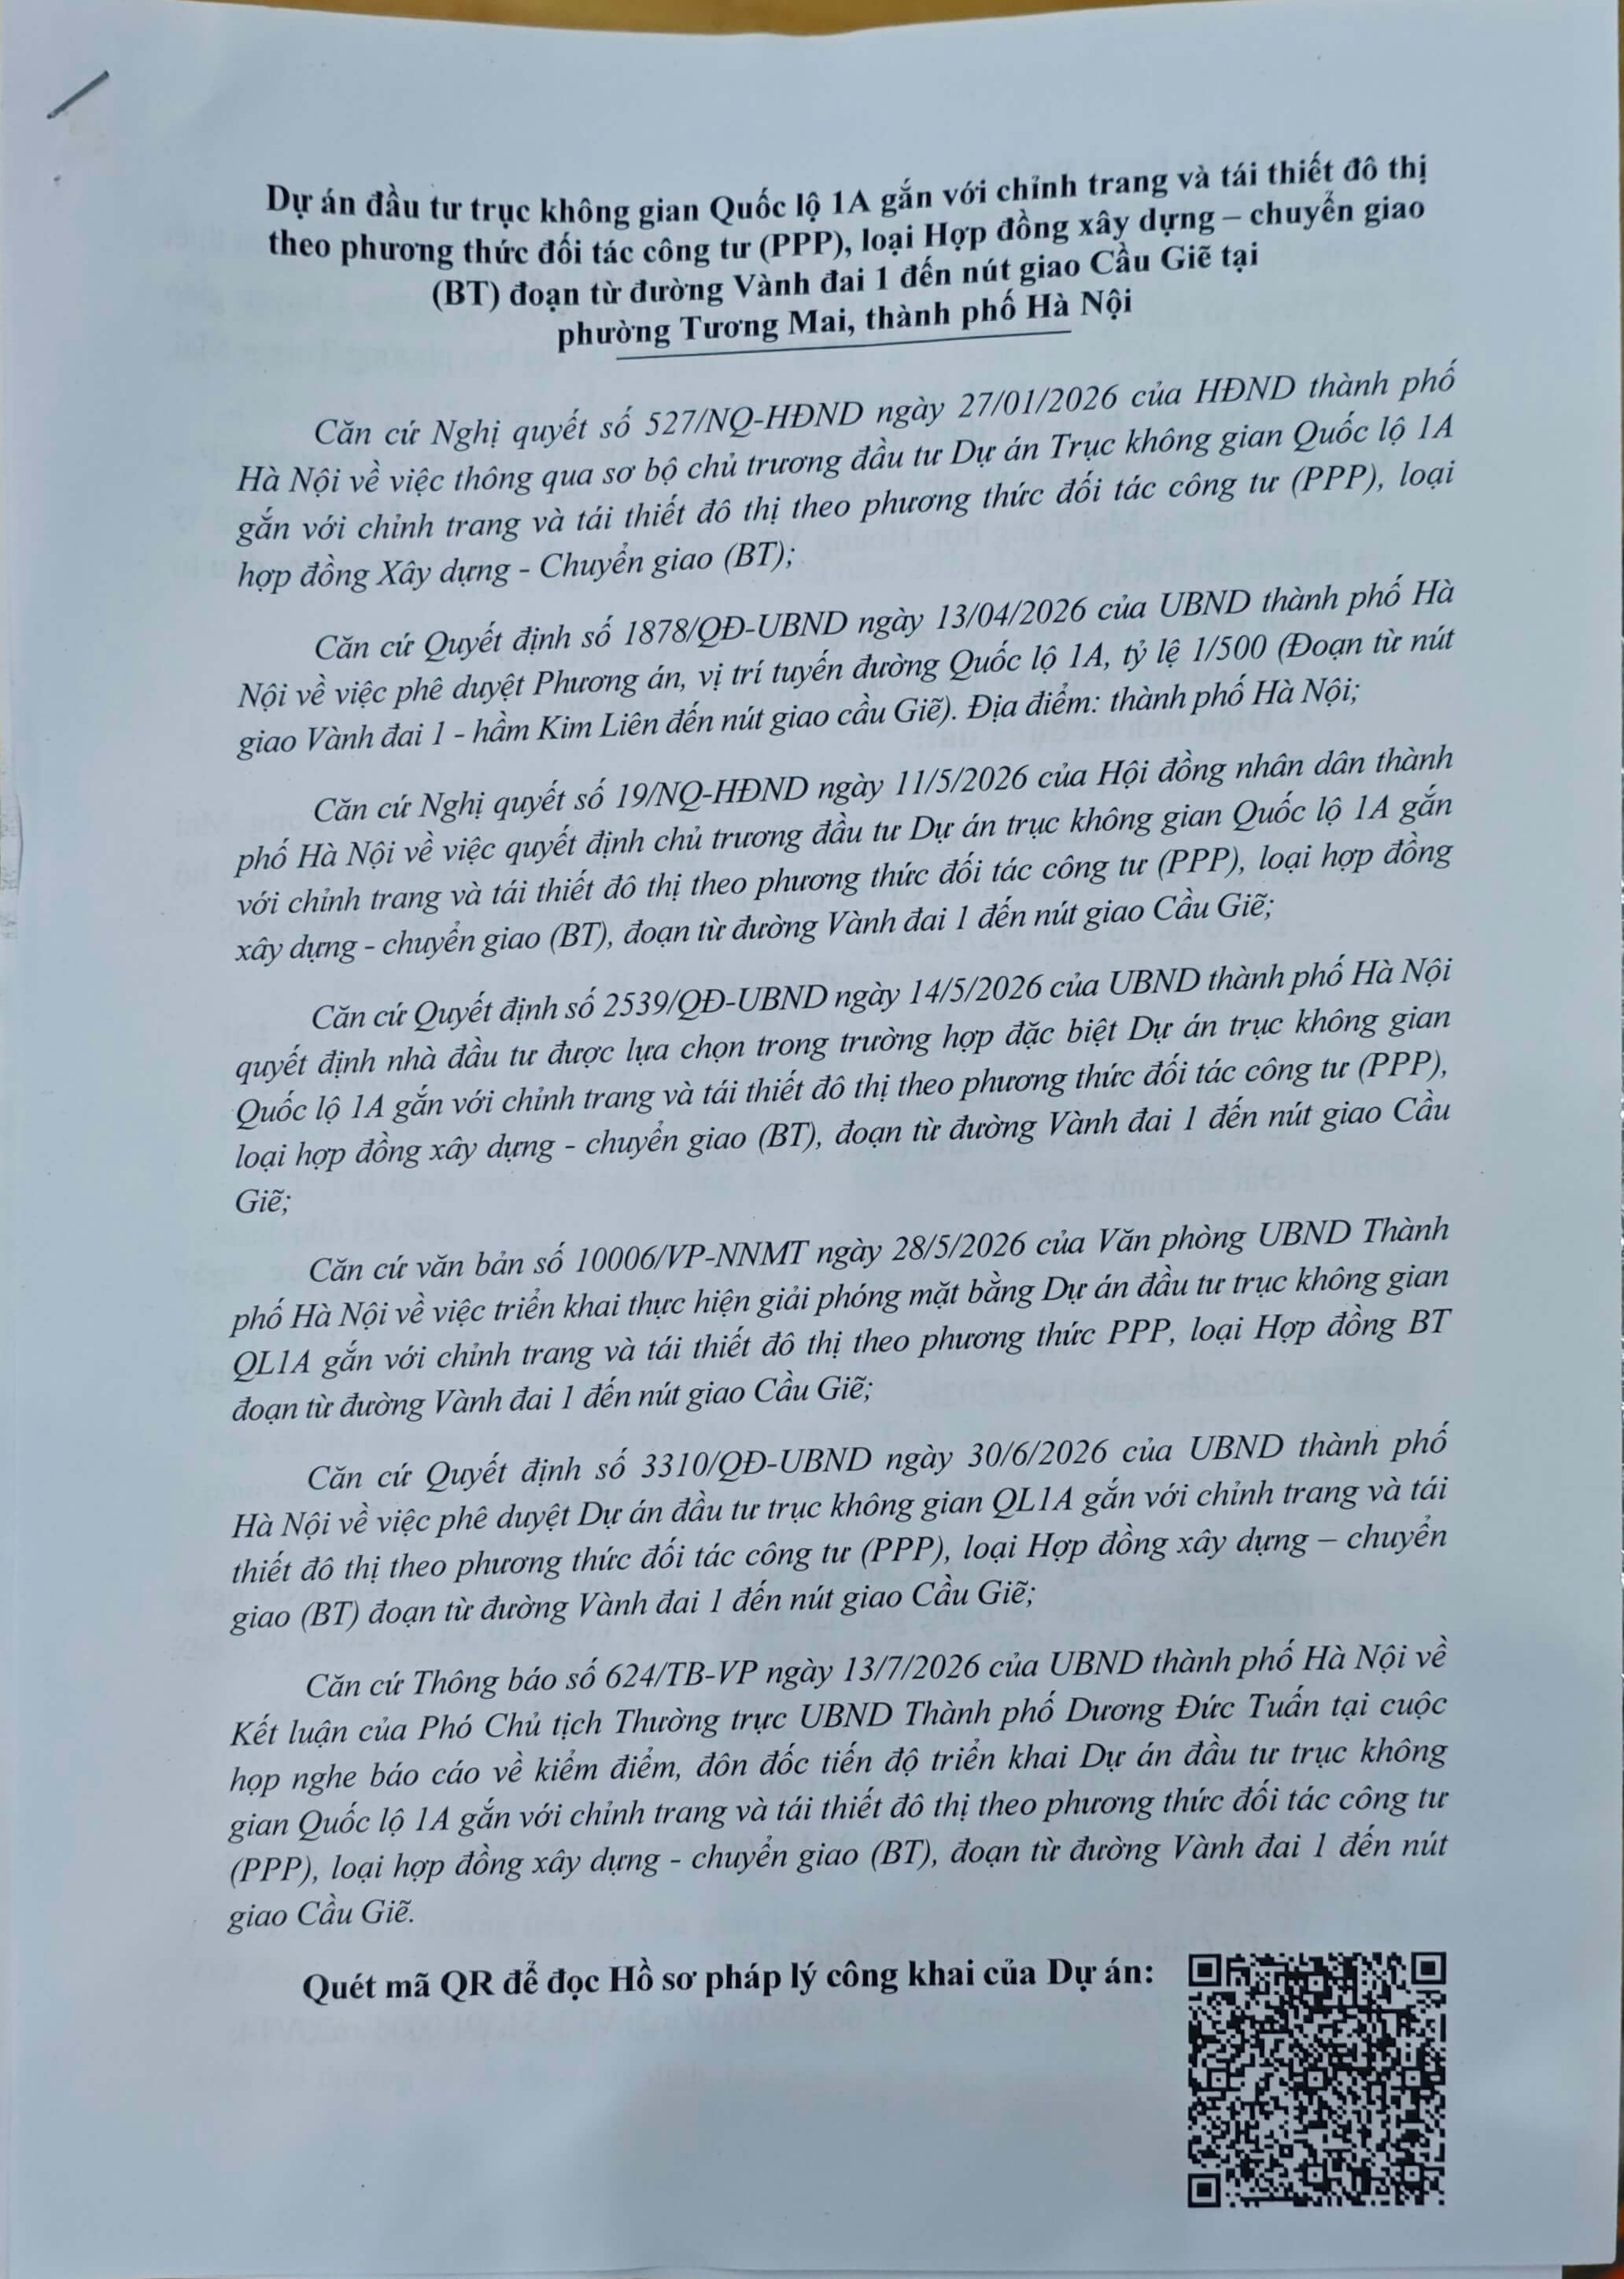 Dự án đầu tư trục không gian Quốc lộ 1A gắn với chỉnh trang và tái thiết đô thị
theo phương thức đối tác công tư (PPP), loại Hợp đồng xây dựng – chuyển giao
(BT) đoạn từ đường Vành đai 1 đến nút giao Cầu Giẽ tại
phường Tương Mai, thành phố Hà Nội
Căn cứ Nghị quyết số 527/NQ-HĐND ngày 27/01/2026 của HĐND thành phố
Hà Nội về việc thông qua sơ bộ chủ trương đầu tư Dự án Trục không gian Quốc lộ 1A
gắn với chỉnh trang và tái thiết đô thị theo phương thức đối tác công tư (PPP), loại
hợp đồng Xây dựng - Chuyển giao (BT);
Căn cứ Quyết định số 1878/QĐ-UBND ngày 13/04/2026 của UBND thành phố Hà
Nội về việc phê duyệt Phương án, vị trí tuyến đường Quốc lộ 1A, tỷ lệ 1/500 (Đoạn từ nút
giao Vành đai 1 - hầm Kim Liên đến nút giao cầu Giẽ). Địa điểm: thành phố Hà Nội;
Căn cứ Nghị quyết số 19/NQ-HĐND ngày 11/5/2026 của Hội đồng nhân dân thành
phố Hà Nội về việc quyết định chủ trương đầu tư Dự án trục không gian Quốc lộ 1A gắn
với chỉnh trang và tái thiết đô thị theo phương thức đối tác công tư (PPP), loại hợp đồng
xây dựng - chuyển giao (BT), đoạn từ đường Vành đai 1 đến nút giao Cầu Giẽ;
Căn cứ Quyết định số 2539/QĐ-UBND ngày 14/5/2026 của UBND thành phố Hà Nội
quyết định nhà đầu tư được lựa chọn trong trường hợp đặc biệt Dự án trục không gian
Quốc lộ 1A gắn với chỉnh trang và tái thiết đô thị theo phương thức đối tác công tư (PPP),
loại hợp đồng xây dựng - chuyển giao (BT), đoạn từ đường Vành đai 1 đến nút giao Cầu
Giẽ;
Căn cứ văn bản số 10006/VP-NNMT ngày 28/5/2026 của Văn phòng UBND Thành
phố Hà Nội về việc triển khai thực hiện giải phóng mặt bằng Dự án đầu tư trục không gian
QL1A gắn với chỉnh trang và tái thiết đô thị theo phương thức PPP, loại Hợp đồng BT
đoạn từ đường Vành đai 1 đến nút giao Cầu Giẽ;
Căn cứ Quyết định số 3310/QĐ-UBND ngày 30/6/2026 của UBND thành phố
Hà Nội về việc phê duyệt Dự án đầu tư trục không gian QL1A gắn với chỉnh trang và tái
thiết đô thị theo phương thức đối tác công tư (PPP), loại Hợp đồng xây dựng – chuyển
giao (BT) đoạn từ đường Vành đai 1 đến nút giao Cầu Giẽ;
Căn cứ Thông báo số 624/TB-VP ngày 13/7/2026 của UBND thành phố Hà Nội về
Kết luận của Phó Chủ tịch Thường trực UBND Thành phố Dương Đức Tuấn tại cuộc
họp nghe báo cáo về kiểm điểm, đôn đốc tiến độ triển khai Dự án đầu tư trục không
gian Quốc lộ 1A gắn với chỉnh trang và tái thiết đô thị theo phương thức đối tác công tư
(PPP), loại hợp đồng xây dựng - chuyển giao (BT), đoạn từ đường Vành đai 1 đến nút
giao Cầu Giẽ.
Quét mã QR để đọc Hồ sơ pháp lý công khai của Dự án: